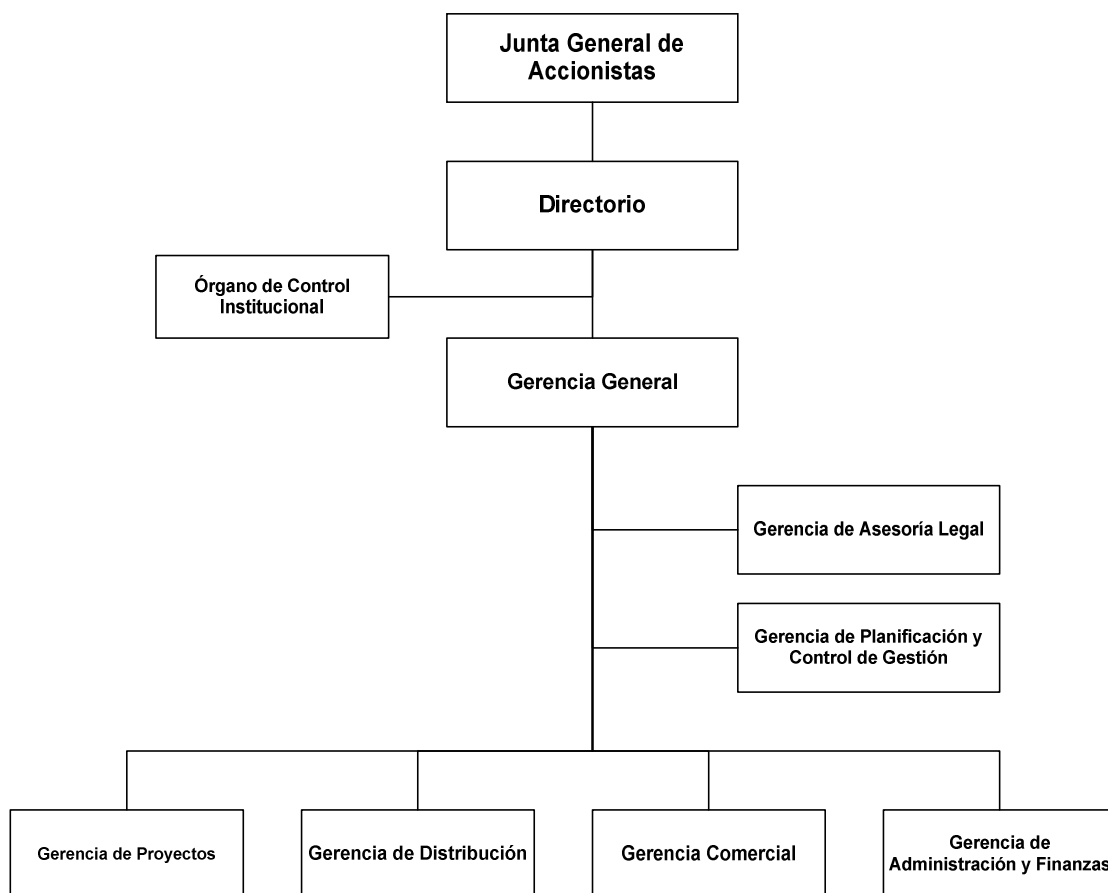 Junta General de
Accionistas
Directorio
Órgano de Control
Institucional
Gerencia General
Gerencia de Asesoría Legal
Gerencia de Planificación y
Control de Gestión
Gerencia de Proyectos
Gerencia de Distribución
Gerencia Comercial
Gerencia de
Administración y Finanzas